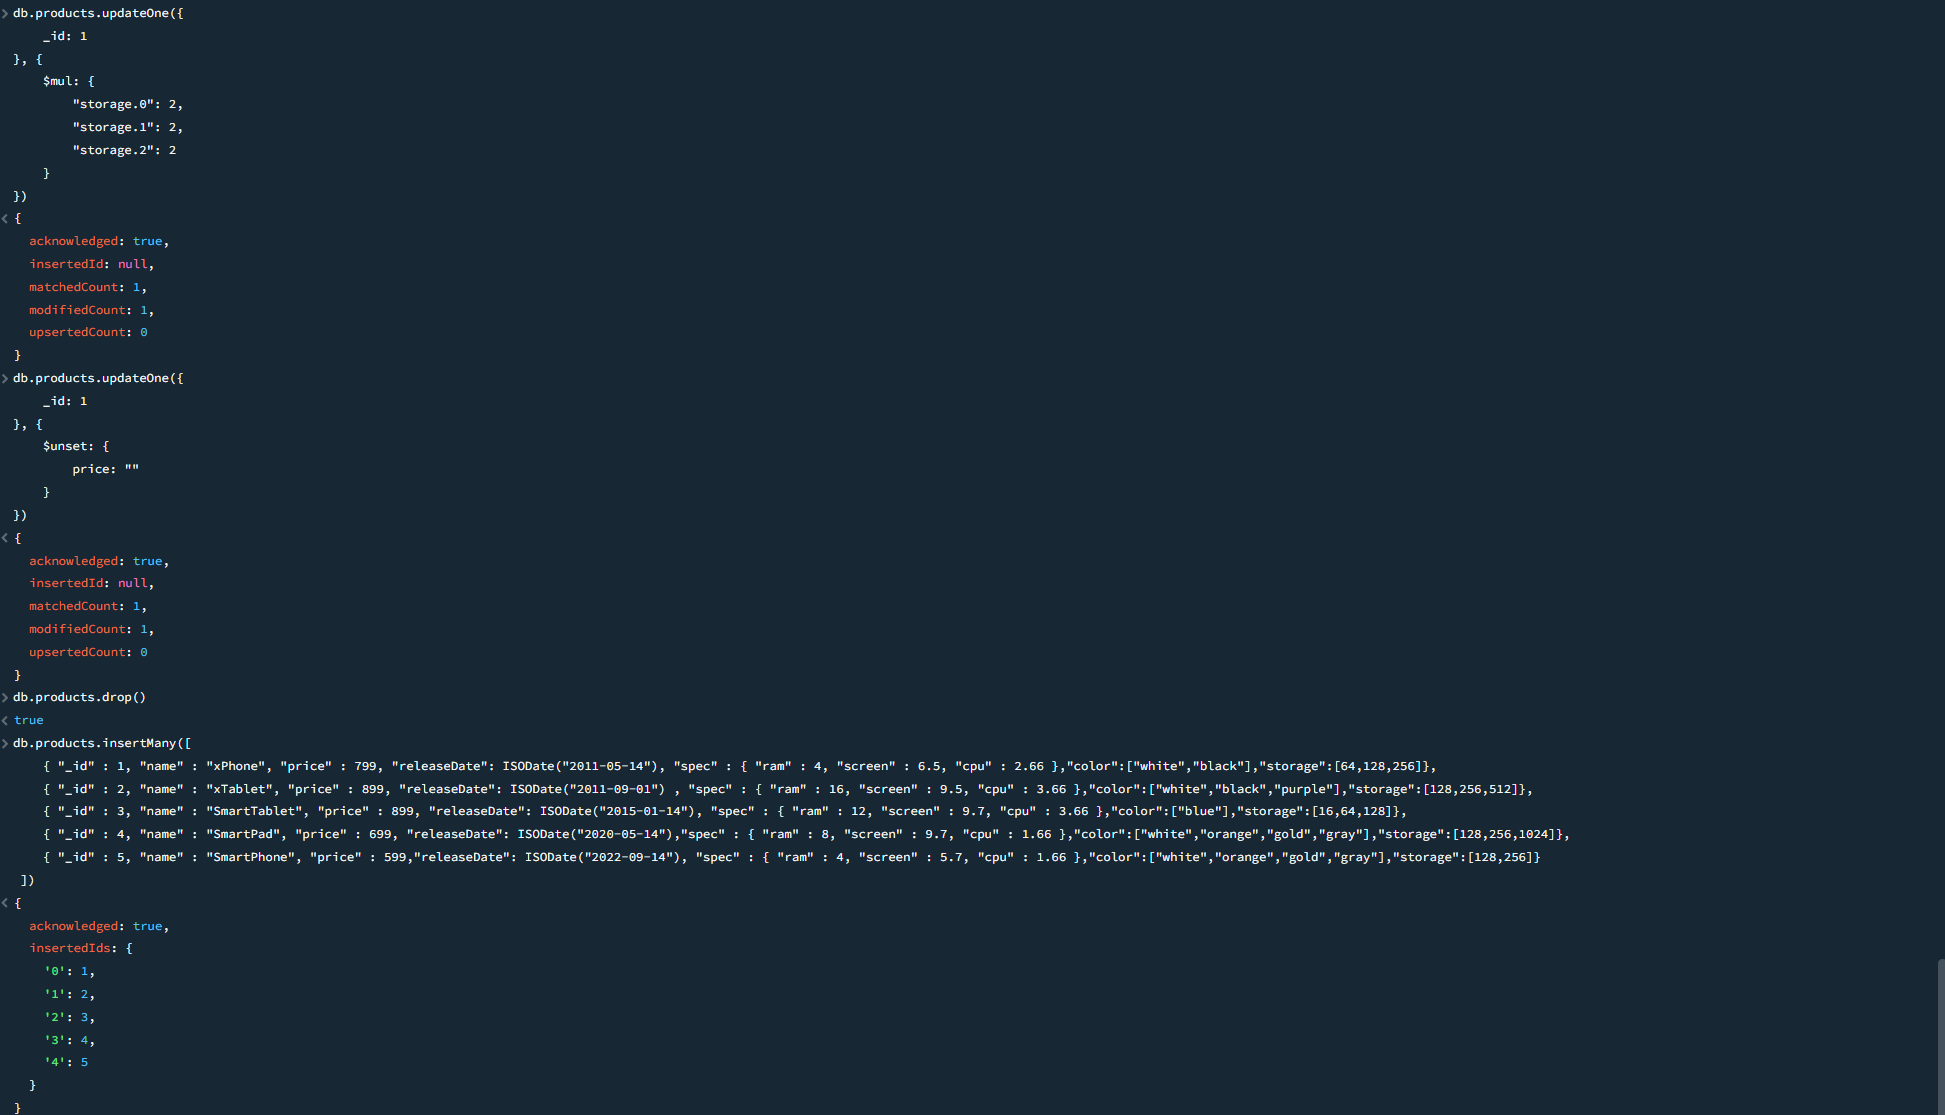 > db.products.updateOne({
_id: 1
}, {
$mul: {
"storage.0": 2,
"storage.1": 2,
"storage.2": 2
}
})
< {
acknowledged: true,
insertedId: null,
matchedCount: 1,
modifiedCount: 1,
upsertedCount: 0
}
> db.products.updateOne({
_id: 1
}, {
$unset: {
price: ""
}
})
< {
acknowledged: true,
insertedId: null,
matchedCount: 1,
modifiedCount: 1,
upsertedCount: 0
}
> db.products.drop()
< true
> db.products.insertMany([
{ "_id" : 1, "name" : "xPhone", "price" : 799, "releaseDate": ISODate("2011-05-14"), "spec" : { "ram" : 4, "screen" : 6.5, "cpu" : 2.66 },"color":["white","black"],"storage":[64,128,256]},
{ "_id" : 2, "name" : "xTablet", "price" : 899, "releaseDate": ISODate("2011-09-01") , "spec" : { "ram" : 16, "screen" : 9.5, "cpu" : 3.66 },"color":["white","black","purple"],"storage":[128,256,512]},
{ "_id" : 3, "name" : "SmartTablet", "price" : 899, "releaseDate": ISODate("2015-01-14"), "spec" : { "ram" : 12, "screen" : 9.7, "cpu" : 3.66 },"color":["blue"],"storage":[16,64,128]},
{ "_id" : 4, "name" : "SmartPad", "price" : 699, "releaseDate": ISODate("2020-05-14"),"spec" : { "ram" : 8, "screen" : 9.7, "cpu" : 1.66 },"color":["white","orange","gold","gray"],"storage":[128,256,1024]},
{ "_id" : 5, "name" : "SmartPhone", "price" : 599,"releaseDate": ISODate("2022-09-14"), "spec" : { "ram" : 4, "screen" : 5.7, "cpu" : 1.66 },"color":["white","orange","gold","gray"],"storage":[128,256]}
])
< {
acknowledged: true,
insertedIds: {
'0': 1,
'1': 2,
'2': 3,
'3': 4,
'4': 5
}
}